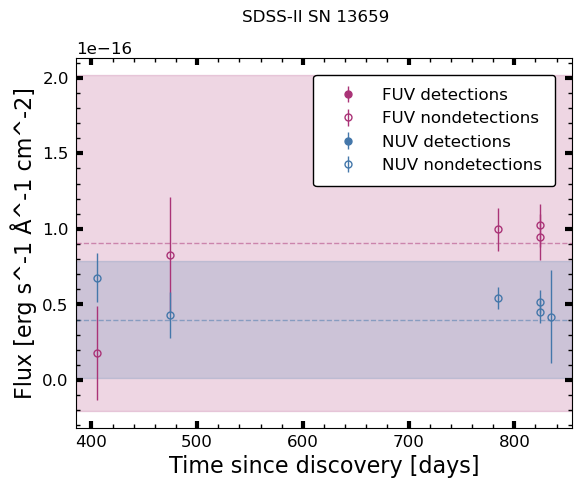 SDSS-II SN 13659
1e−16
Flux [erg s^-1 Å^-1 cm^-2]
2.0
1.5
1.0
0.5
0.0
FUV detections
FUV nondetections
NUV detections
NUV nondetections
400 500 600 700 800
Time since discovery [days]